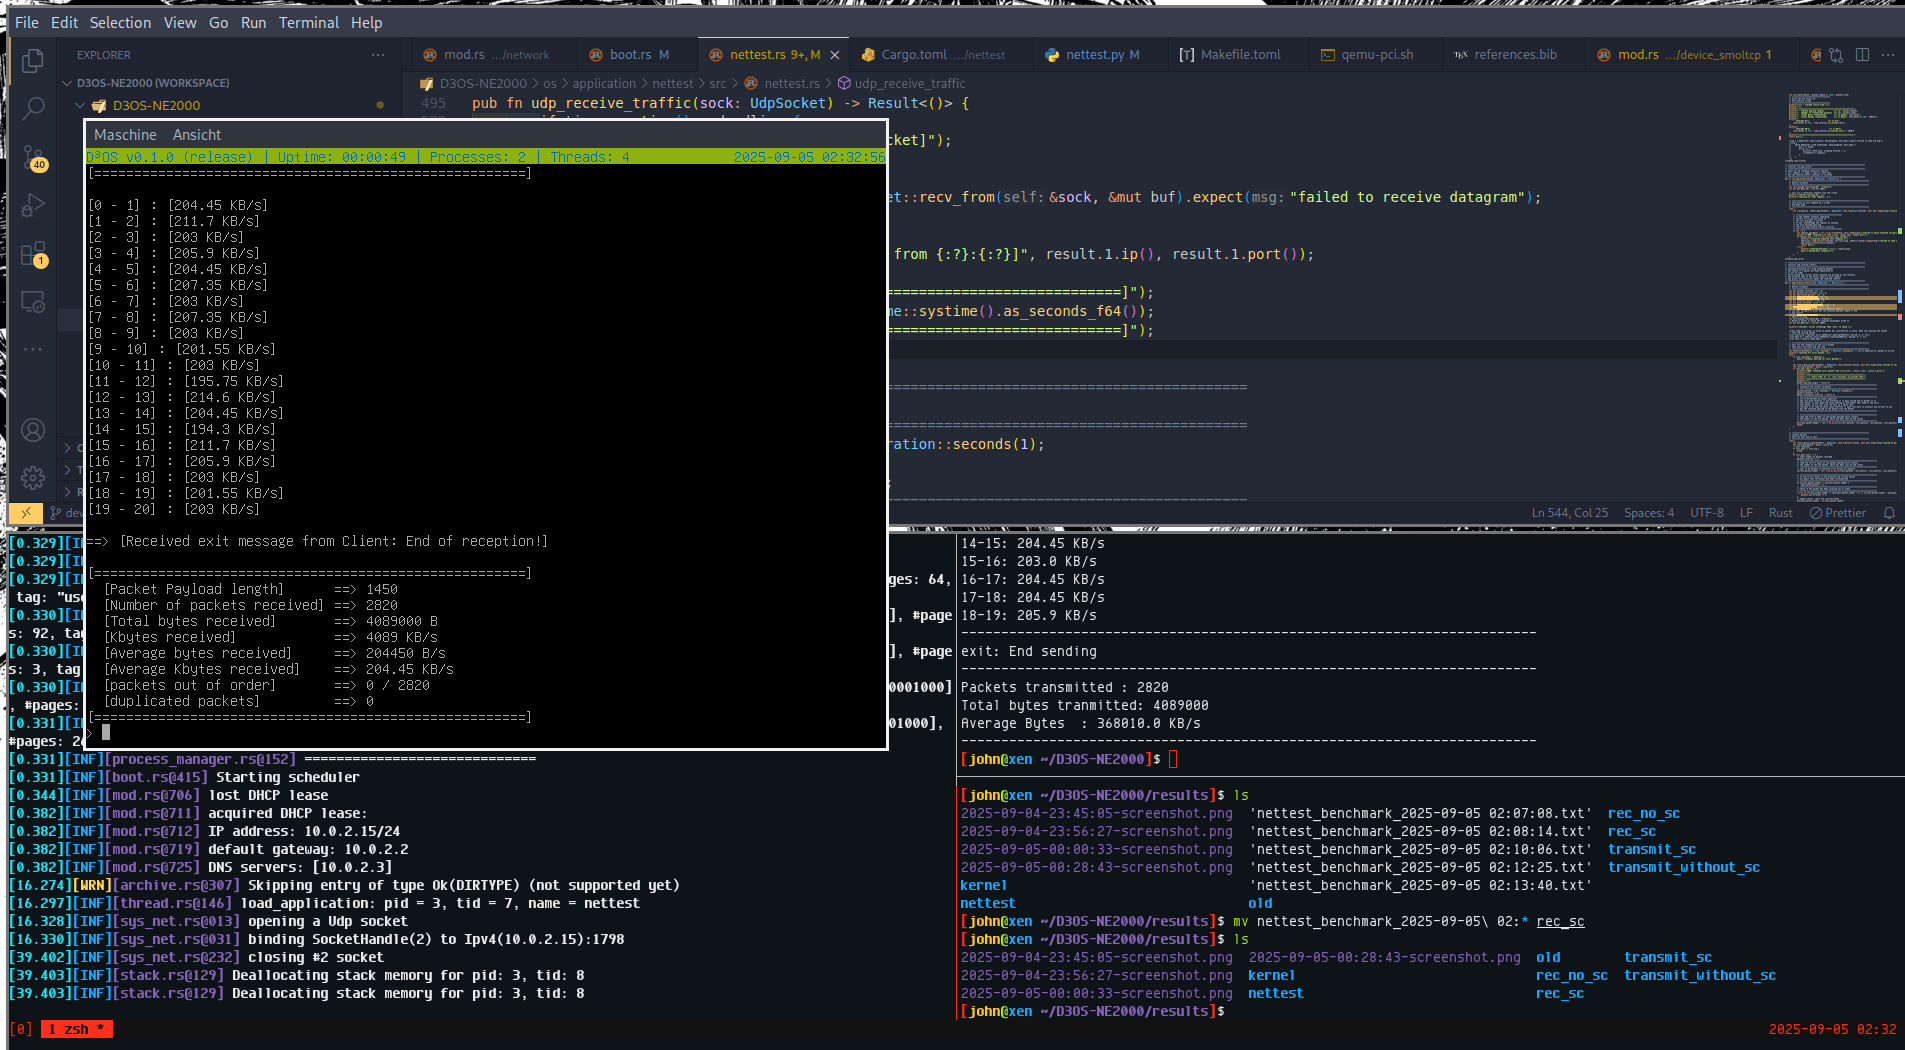 File Edit Selection View Go Run Terminal Help
EXPLORER ···
mod.rs .../network boot.rs M nettest.rs 9+, M × Cargo.toml .../nettest nettest.py M [T] Makefile.toml qemu-pci.sh TEX references.bib mod.rs .../device_smoltcp 1 ···
D3OS-NE2000 (WORKSPACE)
D3OS-NE2000 > os > application > nettest > src > nettest.rs > udp_receive_traffic
D3OS-NE2000
495 pub fn udp_receive_traffic(sock: UdpSocket) -> Result<()> {
cket]");
et::recv_from(self: &sock, &mut buf).expect(msg: "failed to receive datagram");
from {:?}:{:?}]", result.1.ip(), result.1.port());
=============================]");
me::systime().as_seconds_f64());
=============================]");
ration::seconds(1);
40
1
dev
Ln 544, Col 25 Spaces: 4 UTF-8 LF Rust Prettier
Maschine Ansicht
D³OS v0.1.0 (release) | Uptime: 00:00:49 | Processes: 2 | Threads: 4 2025-09-05 02:32:56
[======================================================]
[0 - 1] : [204.45 KB/s]
[1 - 2] : [211.7 KB/s]
[2 - 3] : [203 KB/s]
[3 - 4] : [205.9 KB/s]
[4 - 5] : [204.45 KB/s]
[5 - 6] : [207.35 KB/s]
[6 - 7] : [203 KB/s]
[7 - 8] : [207.35 KB/s]
[8 - 9] : [203 KB/s]
[9 - 10] : [201.55 KB/s]
[10 - 11] : [203 KB/s]
[11 - 12] : [195.75 KB/s]
[12 - 13] : [214.6 KB/s]
[13 - 14] : [204.45 KB/s]
[14 - 15] : [194.3 KB/s]
[15 - 16] : [211.7 KB/s]
[16 - 17] : [205.9 KB/s]
[17 - 18] : [203 KB/s]
[18 - 19] : [201.55 KB/s]
[19 - 20] : [203 KB/s]
==> [Received exit message from Client: End of reception!]
[======================================================]
[Packet Payload length] ==> 1450
[Number of packets received] ==> 2820
[Total bytes received] ==> 4089000 B
[Kbytes received] ==> 4089 KB/s
[Average bytes received] ==> 204450 B/s
[Average Kbytes received] ==> 204.45 KB/s
[packets out of order] ==> 0 / 2820
[duplicated packets] ==> 0
[======================================================]
>
[0.329][I
[0.329][I
[0.329][I ges: 64,
tag: "use
[0.330][I ], #page
s: 92, tag
[0.330][I ], #page
s: 3, tag
[0.330][I 0001000]
, #pages:
[0.331][I 01000],
#pages: 2
[0.331][INF][process_manager.rs@152] =============================
[0.331][INF][boot.rs@415] Starting scheduler
[0.344][INF][mod.rs@706] lost DHCP lease
[0.382][INF][mod.rs@711] acquired DHCP lease:
[0.382][INF][mod.rs@712] IP address: 10.0.2.15/24
[0.382][INF][mod.rs@719] default gateway: 10.0.2.2
[0.382][INF][mod.rs@725] DNS servers: [10.0.2.3]
[16.274][WRN][archive.rs@307] Skipping entry of type Ok(DIRTYPE) (not supported yet)
[16.297][INF][thread.rs@146] load_application: pid = 3, tid = 7, name = nettest
[16.328][INF][sys_net.rs@013] opening a Udp socket
[16.330][INF][sys_net.rs@031] binding SocketHandle(2) to Ipv4(10.0.2.15):1798
[39.402][INF][sys_net.rs@232] closing #2 socket
[39.403][INF][stack.rs@129] Deallocating stack memory for pid: 3, tid: 8
[39.403][INF][stack.rs@129] Deallocating stack memory for pid: 3, tid: 8
14-15: 204.45 KB/s
15-16: 203.0 KB/s
16-17: 204.45 KB/s
17-18: 204.45 KB/s
18-19: 205.9 KB/s
------------------------------------------------------------------------
exit: End sending
------------------------------------------------------------------------
Packets transmitted : 2820
Total bytes tranmitted: 4089000
Average Bytes : 368010.0 KB/s
------------------------------------------------------------------------
[john@xen ~/D3OS-NE2000]$
[john@xen ~/D3OS-NE2000/results]$ ls
2025-09-04-23:45:05-screenshot.png 'nettest_benchmark_2025-09-05 02:07:08.txt' rec_no_sc
2025-09-04-23:56:27-screenshot.png 'nettest_benchmark_2025-09-05 02:08:14.txt' rec_sc
2025-09-05-00:00:33-screenshot.png 'nettest_benchmark_2025-09-05 02:10:06.txt' transmit_sc
2025-09-05-00:28:43-screenshot.png 'nettest_benchmark_2025-09-05 02:12:25.txt' transmit_without_sc
kernel 'nettest_benchmark_2025-09-05 02:13:40.txt'
nettest old
[john@xen ~/D3OS-NE2000/results]$ mv nettest_benchmark_2025-09-05\ 02:* rec_sc
[john@xen ~/D3OS-NE2000/results]$ ls
2025-09-04-23:45:05-screenshot.png 2025-09-05-00:28:43-screenshot.png old transmit_sc
2025-09-04-23:56:27-screenshot.png kernel rec_no_sc transmit_without_sc
2025-09-05-00:00:33-screenshot.png nettest rec_sc
[john@xen ~/D3OS-NE2000/results]$
[0] 1 zsh * 2025-09-05 02:32